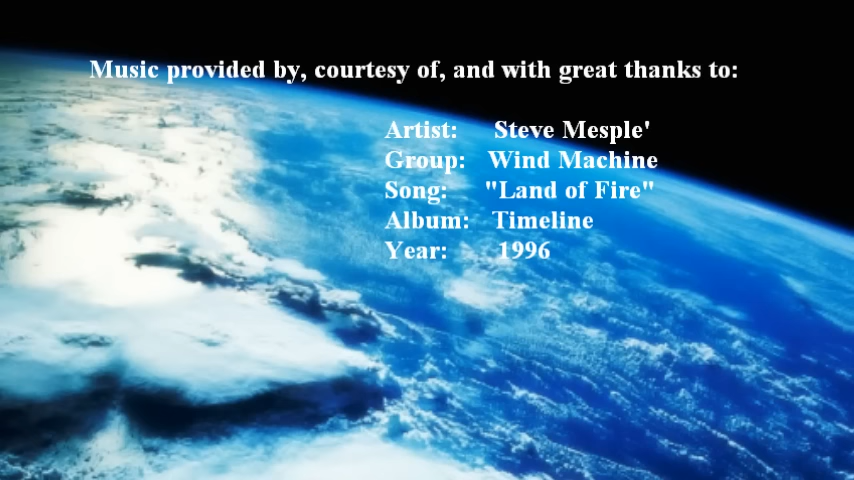 Music provided by, courtesy of, and with great thanks to:
Artist: Steve Mesple'
Group: Wind Machine
Song: "Land of Fire"
Album: Timeline
Year: 1996